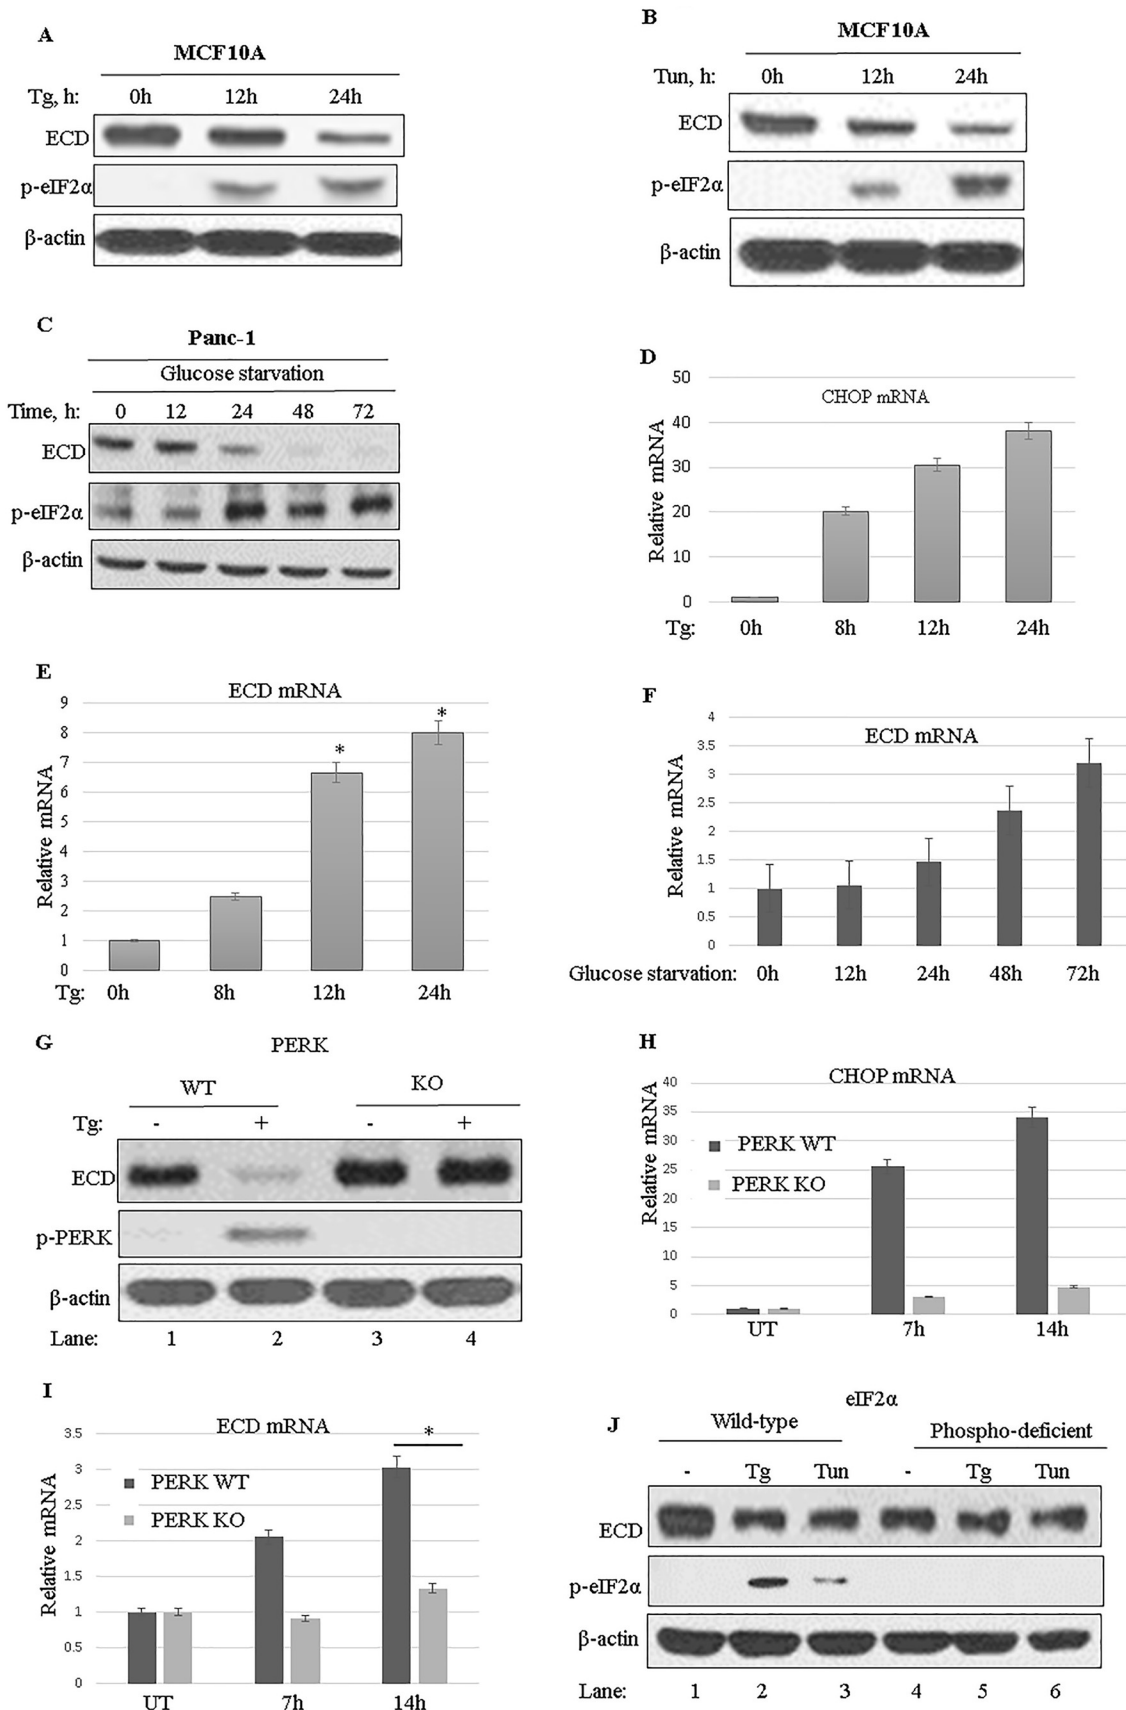 A
MCF10A
Tg, h: 0h 12h 24h
ECD
p-eIF2α
β-actin
B
MCF10A
Tun, h: 0h 12h 24h
ECD
p-eIF2α
β-actin
C
Panc-1
Glucose starvation
Time, h: 0 12 24 48 72
ECD
p-eIF2α
β-actin
D
CHOP mRNA
Relative mRNA
50
40
30
20
10
0
Tg: 0h 8h 12h 24h
E
ECD mRNA
Relative mRNA
9
8
7
6
5
4
3
2
1
0
* *
Tg: 0h 8h 12h 24h
F
ECD mRNA
Relative mRNA
4
3.5
3
2.5
2
1.5
1
0.5
0
Glucose starvation: 0h 12h 24h 48h 72h
G
PERK
WT KO
Tg: - + - +
ECD
p-PERK
β-actin
Lane: 1 2 3 4
H
CHOP mRNA
Relative mRNA
40
35
30
25
20
15
10
5
0
PERK WT
PERK KO
UT 7h 14h
I
ECD mRNA
Relative mRNA
3.5
3
2.5
2
1.5
1
0.5
0
*
PERK WT
PERK KO
UT 7h 14h
J
eIF2α
Wild-type Phospho-deficient
- Tg Tun - Tg Tun
ECD
p-eIF2α
β-actin
Lane: 1 2 3 4 5 6